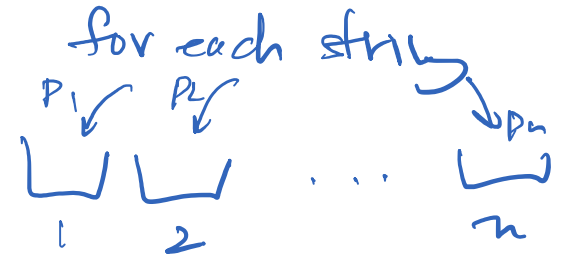 for each string
P1 P2 Pn
. . .
1 2 n